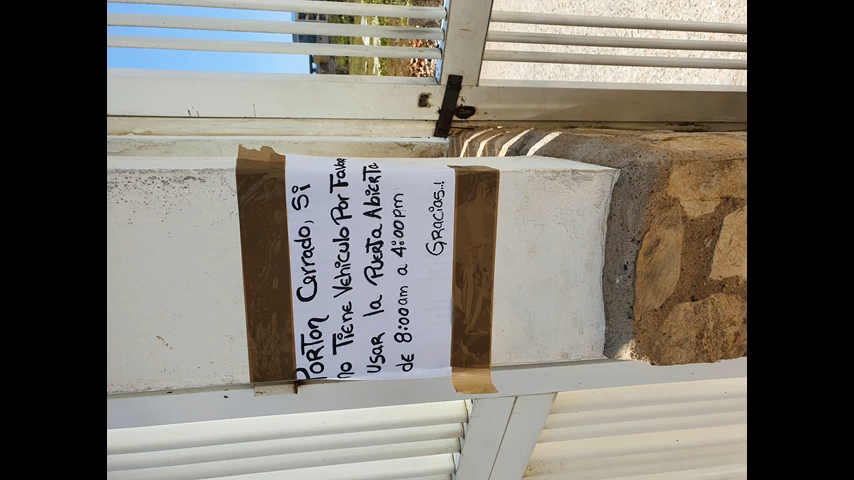 PORTON Cerrado, Si
no Tiene Vehiculo Por Favor
usar la Puerta Abierta
de 8:00am a 4:00pm
Gracias..!